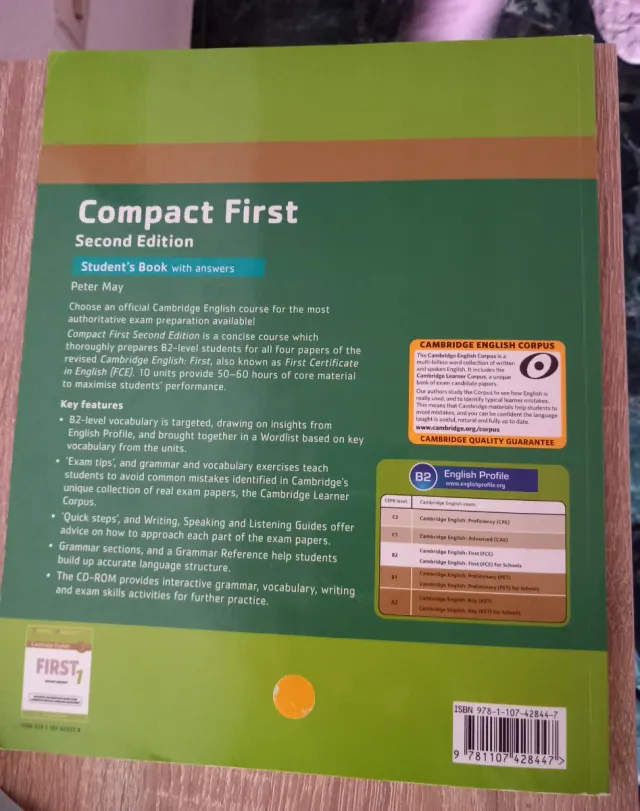 Compact First
Second Edition
Student's Book with answers
Peter May
Choose an official Cambridge English course for the most
authoritative exam preparation available!
Compact First Second Edition is a concise course which
thoroughly prepares B2-level students for all four papers of the
revised Cambridge English: First, also known as First Certificate
in English (FCE). 10 units provide 50–60 hours of core material
to maximise students' performance.
Key features
• B2-level vocabulary is targeted, drawing on insights from
English Profile, and brought together in a Wordlist based on key
vocabulary from the units.
• 'Exam tips', and grammar and vocabulary exercises teach
students to avoid common mistakes identified in Cambridge's
unique collection of real exam papers, the Cambridge Learner
Corpus.
• 'Quick steps', and Writing, Speaking and Listening Guides offer
advice on how to approach each part of the exam papers.
• Grammar sections, and a Grammar Reference help students
build up accurate language structure.
• The CD-ROM provides interactive grammar, vocabulary, writing
and exam skills activities for further practice.
CAMBRIDGE ENGLISH CORPUS
The Cambridge English Corpus is a
multi-billion word collection of written
and spoken English. It includes the
Cambridge Learner Corpus, a unique
bank of exam candidate papers.
Our authors study the Corpus to see how English is
really used, and to identify typical learner mistakes.
This means that Cambridge materials help students to
avoid mistakes, and you can be confident the language
taught is useful, natural and fully up to date.
www.cambridge.org/corpus
CAMBRIDGE QUALITY GUARANTEE
B2 English Profile
www.englishprofile.org
CEFR level Cambridge English exam
C2 Cambridge English: Proficiency (CPE)
C1 Cambridge English: Advanced (CAE)
B2 Cambridge English: First (FCE)
Cambridge English: First (FCE) for Schools
B1 Cambridge English: Preliminary (PET)
Cambridge English: Preliminary (PET) for Schools
A2 Cambridge English: Key (KET)
Cambridge English: Key (KET) for Schools
FIRST 1
ISBN 978-1-107-42844-7
9 781107 428447 >